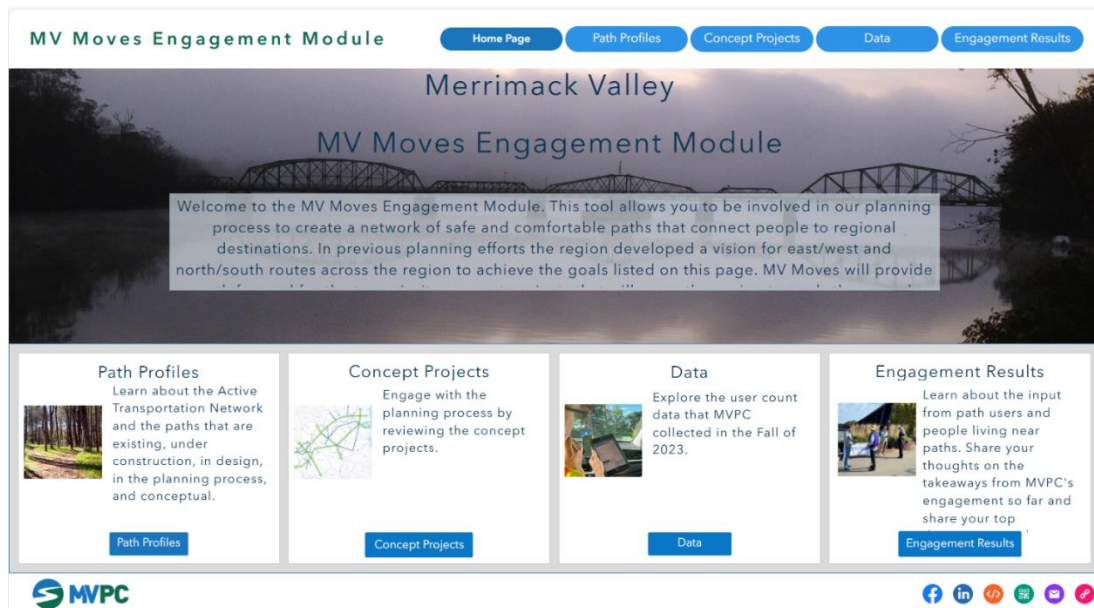 MV Moves Engagement Module
Home Page
Path Profiles
Concept Projects
Data
Engagement Results
Merrimack Valley
MV Moves Engagement Module
Welcome to the MV Moves Engagement Module. This tool allows you to be involved in our planning
process to create a network of safe and comfortable paths that connect people to regional
destinations. In previous planning efforts the region developed a vision for east/west and
north/south routes across the region to achieve the goals listed on this page. MV Moves will provide
Path Profiles
Learn about the Active
Transportation Network
and the paths that are
existing, under
construction, in design,
in the planning process,
and conceptual.
Path Profiles
Concept Projects
Engage with the
planning process by
reviewing the concept
projects.
Concept Projects
Data
Explore the user count
data that MVPC
collected in the Fall of
2023.
Data
Engagement Results
Learn about the input
from path users and
people living near
paths. Share your
thoughts on the
takeaways from MVPC's
engagement so far and
share your top
Engagement Results
MVPC